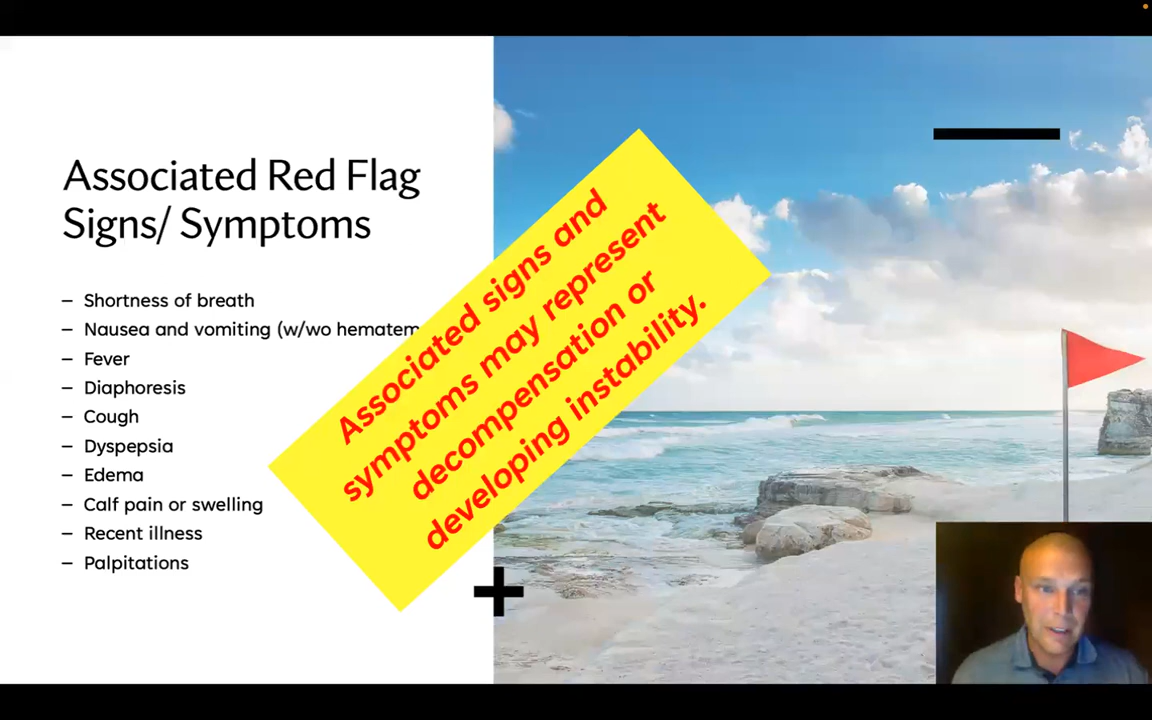 Associated Red Flag
Signs/ Symptoms
– Shortness of breath
– Nausea and vomiting (w/wo
– Fever
– Diaphoresis
– Cough
– Dyspepsia
– Edema
– Calf pain or swelling
– Recent illness
– Palpitations
Associated signs and
symptoms may represent
decompensation or
developing instability.